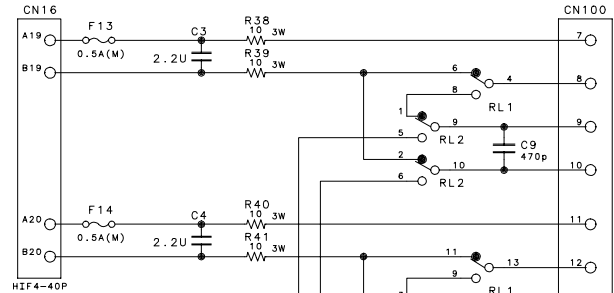 CN16
CN100
F13
C3
R38
10 3W
A19
7
0.5A(M)
2.2U
R39
10 3W
B19
6
4
8
8
RL1
1
9
9
5
RL2
C9
470p
2
10
10
6
RL2
F14
C4
R40
10 3W
A20
11
0.5A(M)
2.2U
R41
10 3W
B20
11
13
12
9
RL1
HIF4-40P